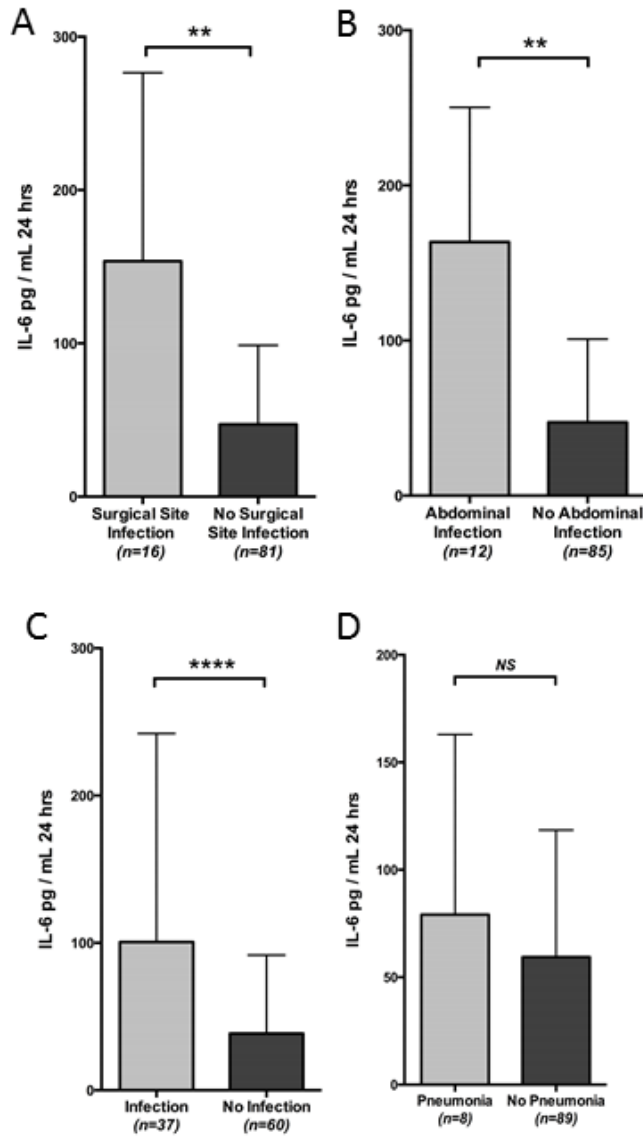 A
**
300
200
100
0
IL-6 pg / mL 24 hrs
Surgical Site
Infection
(n=16)
No Surgical
Site Infection
(n=81)
B
**
300
200
100
0
IL-6 pg / mL 24 hrs
Abdominal
Infection
(n=12)
No Abdominal
Infection
(n=85)
C
****
300
200
100
0
IL-6 pg / mL 24 hrs
Infection
(n=37)
No Infection
(n=60)
D
NS
200
150
100
50
0
IL-6 pg / mL 24 hrs
Pneumonia
(n=8)
No Pneumonia
(n=89)